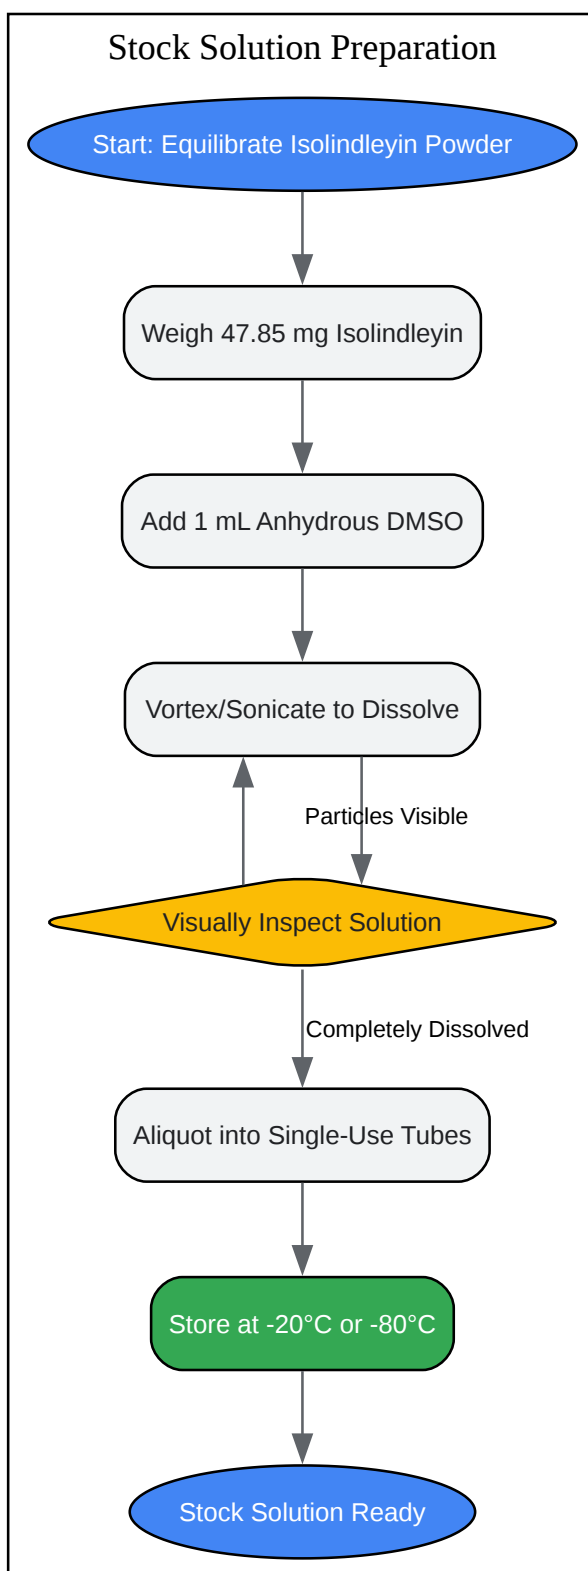 Stock Solution Preparation
Start: Equilibrate Isolindleyin Powder
Weigh 47.85 mg Isolindleyin
Add 1 mL Anhydrous DMSO
Vortex/Sonicate to Dissolve
Particles Visible
Visually Inspect Solution
Completely Dissolved
Aliquot into Single-Use Tubes
Store at -20°C or -80°C
Stock Solution Ready